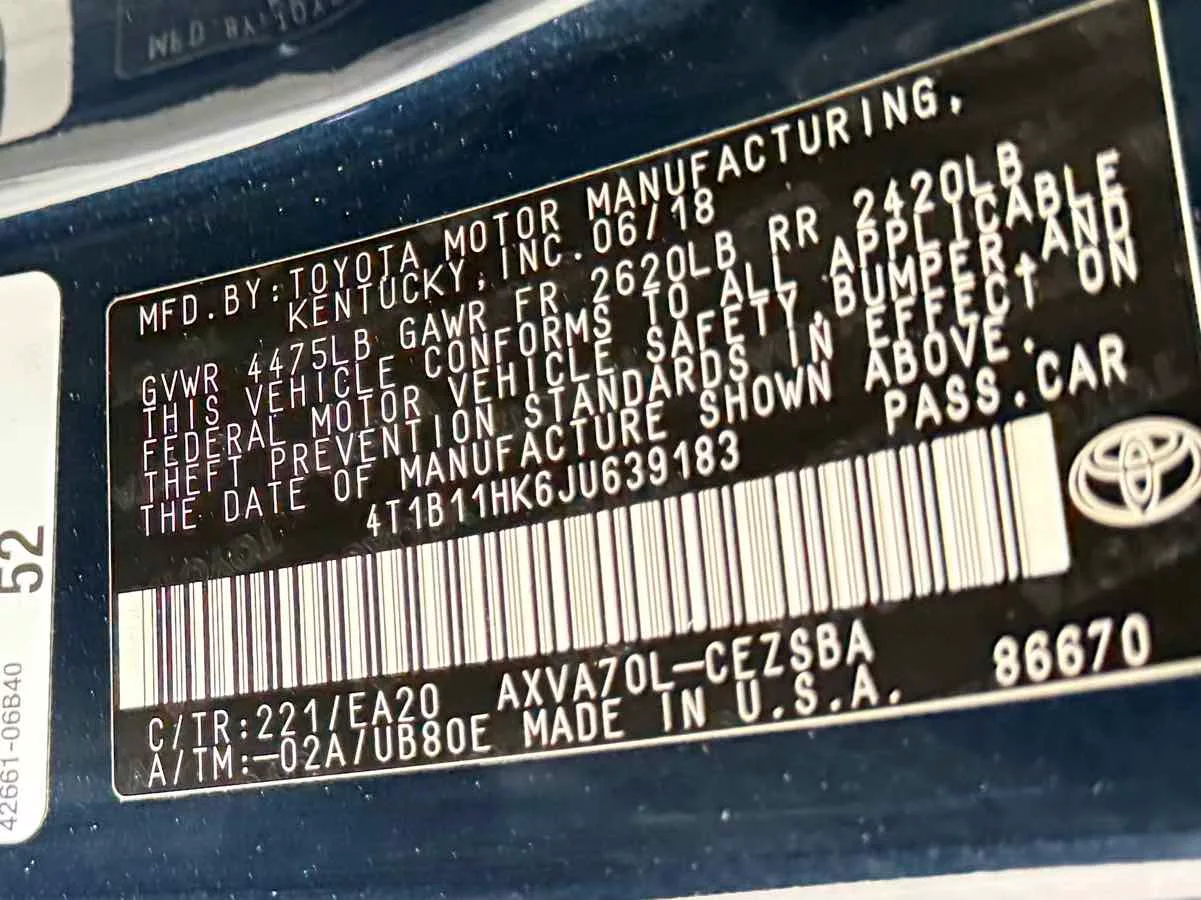 MFD.BY:TOYOTA MOTOR MANUFACTURING,
KENTUCKY, INC. 06/18
GVWR 4475LB GAWR FR 2620LB RR 2420LB
THIS VEHICLE CONFORMS TO ALL APPLICABLE
FEDERAL MOTOR VEHICLE SAFETY,BUMPER,AND
THEFT PREVENTION STANDARDS IN EFFECT ON
THE DATE OF MANUFACTURE SHOWN ABOVE.
4T1B11HK6JU639183 PASS.CAR
C/TR:221/EA20 AXVA70L-CEZSBA 86670
A/TM:-02A/UB80E MADE IN U.S.A.
52
42661-06B40